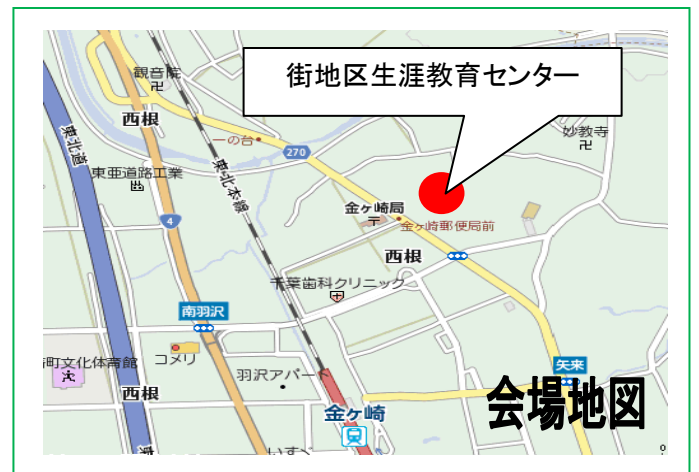 街地区生涯教育センター
観音院
西根
妙教寺
一の台
270
東北道
東亜道路工業
東北本線
4
金ヶ崎局
金ヶ崎郵便局前
西根
千葉歯科クリニック
南羽沢
コメリ
町文化体育館
羽沢アパート
矢来
西根
金ヶ崎
会場地図